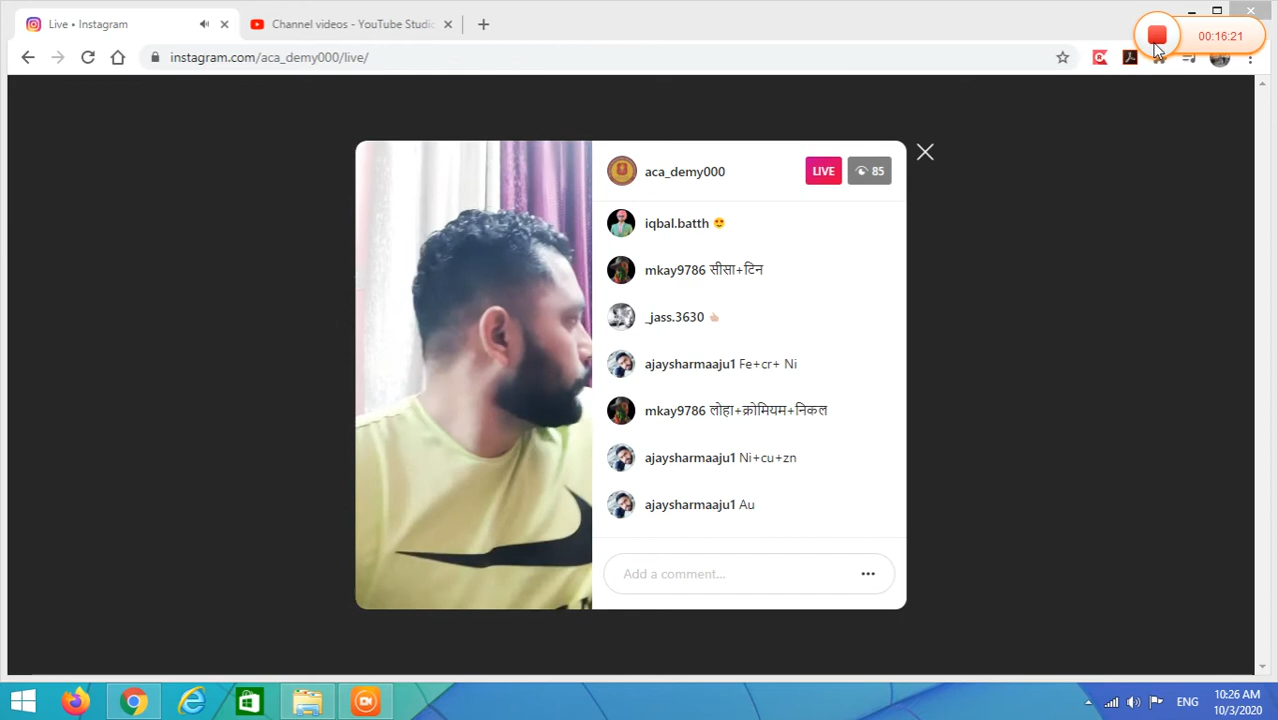 Live • Instagram
Channel videos - YouTube Studio
00:16:21
instagram.com/aca_demy000/live/
aca_demy000
LIVE
85
iqbal.batth 😍
mkay9786 सीसा+टिन
_jass.3630
ajaysharmaaju1 Fe+cr+ Ni
mkay9786 लोहा+क्रोमियम+निकल
ajaysharmaaju1 Ni+cu+zn
ajaysharmaaju1 Au
Add a comment...
ENG
10:26 AM
10/3/2020